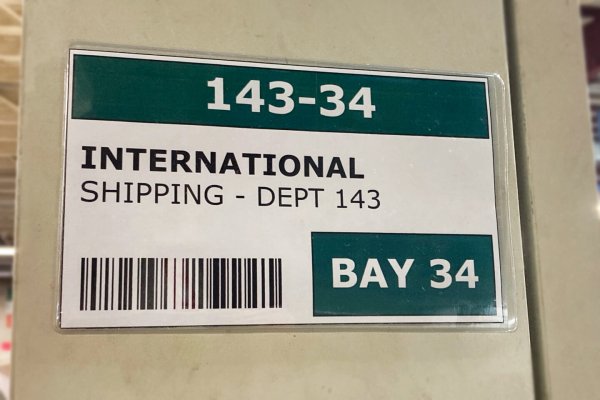 143-34
INTERNATIONAL
SHIPPING - DEPT 143
BAY 34